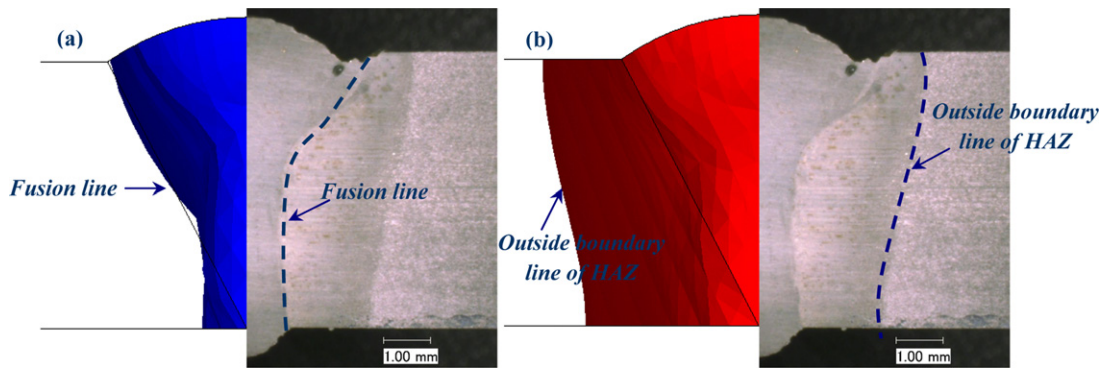 (a)
Fusion line
Fusion line
1.00 mm
(b)
Outside boundary
line of HAZ
Outside boundary
line of HAZ
1.00 mm